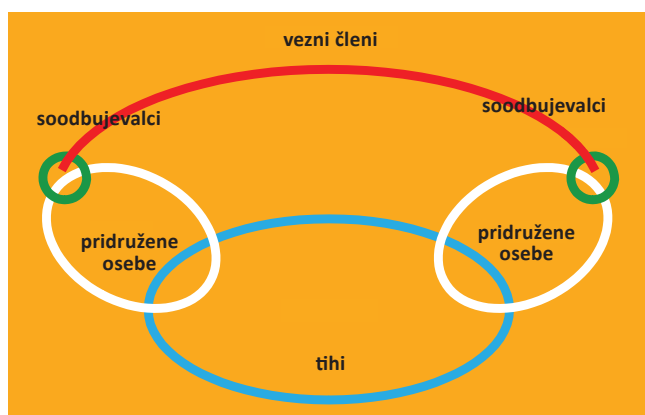 vezni členi
soodbujevalci
soodbujevalci
pridružene
osebe
pridružene
osebe
tihi